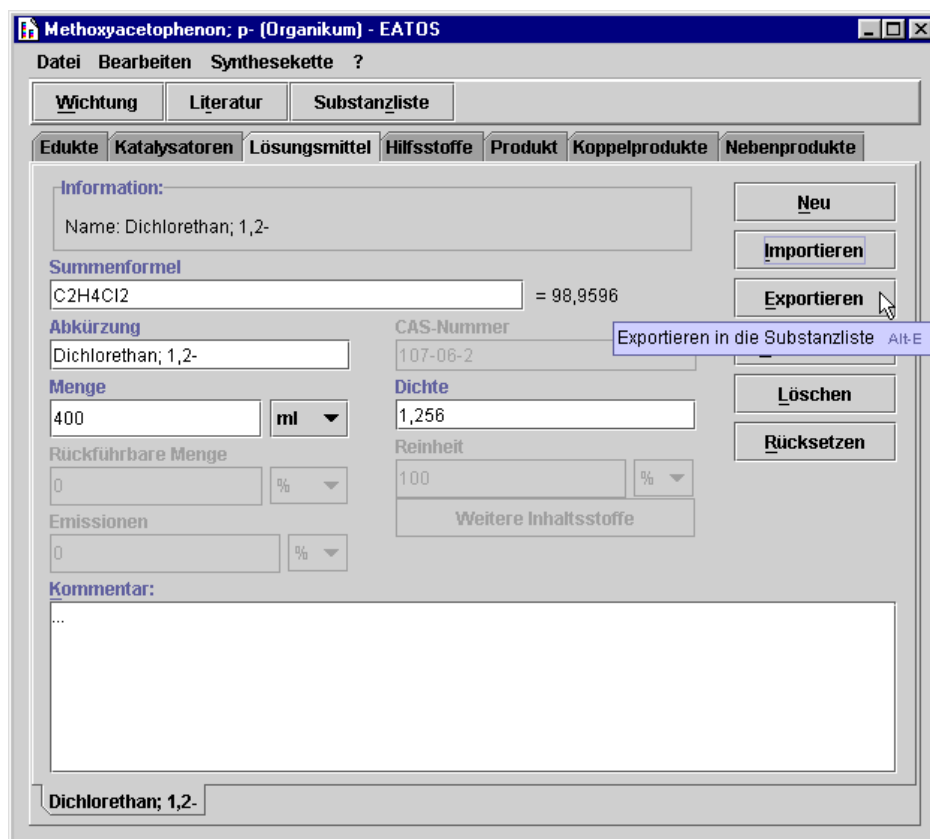 Methoxyacetophenon; p- (Organikum) - EATOS
Datei Bearbeiten Synthesekette ?
Wichtung Literatur Substanzliste
Edukte Katalysatoren Lösungsmittel Hilfsstoffe Produkt Koppelprodukte Nebenprodukte
Information:
Name: Dichlorethan; 1,2-
Neu
Importieren
Summenformel
C2H4Cl2 = 98,9596
Exportieren
Abkürzung CAS-Nummer
Exportieren in die Substanzliste Alt-E
Dichlorethan; 1,2- 107-06-2
Menge Dichte
Löschen
400 ml 1,256
Rückführbare Menge Reinheit
Rücksetzen
0 % 100 %
Emissionen Weitere Inhaltsstoffe
0 %
Kommentar:
...
Dichlorethan; 1,2-